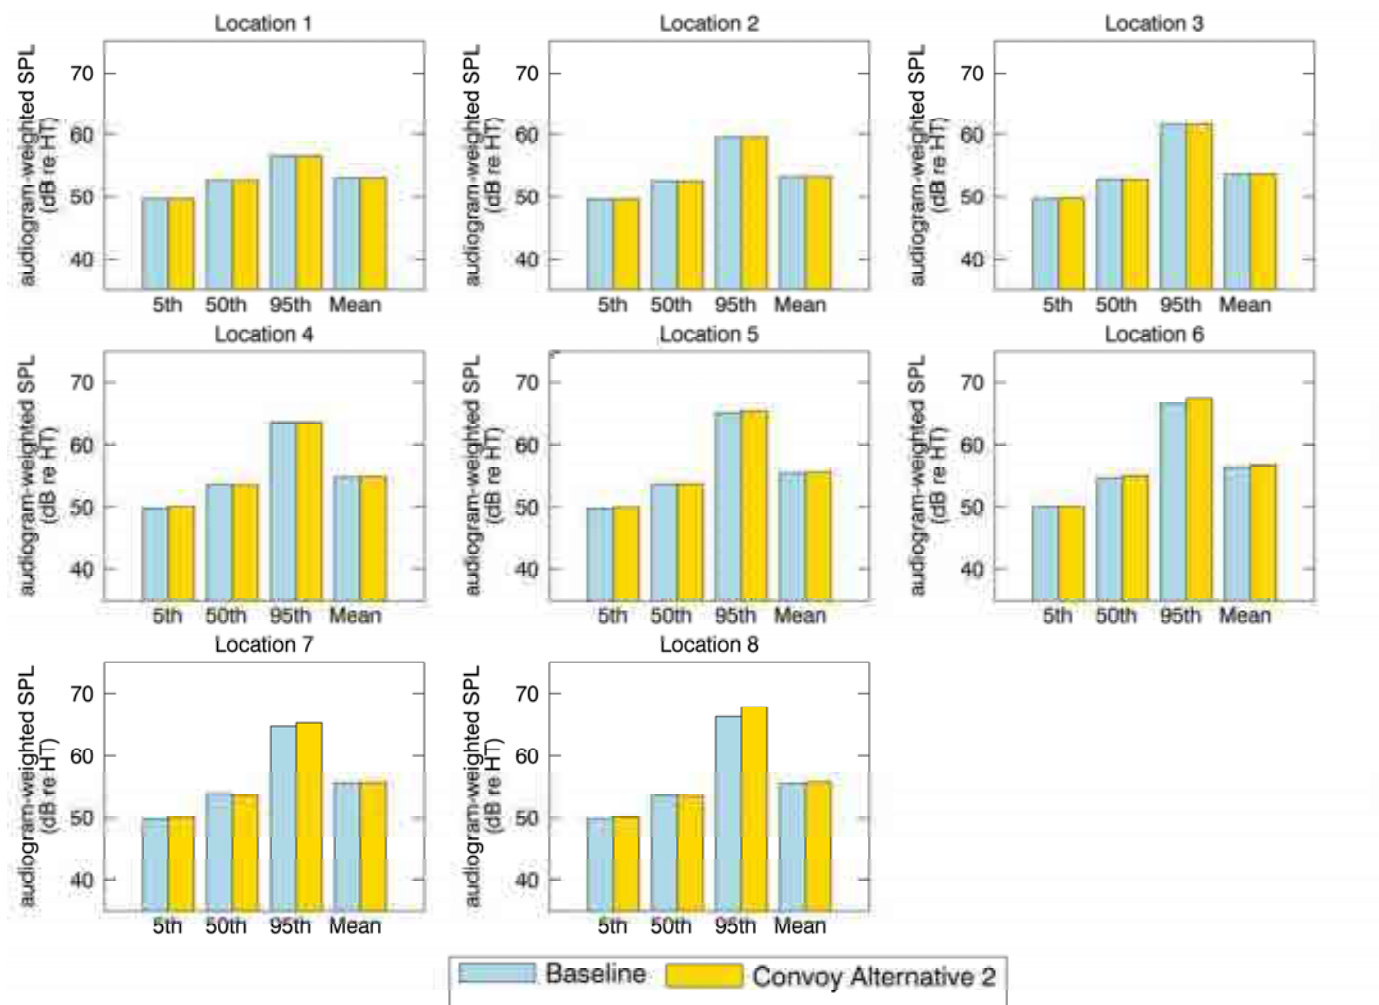 Location 1
Location 2
Location 3
audiogram-weighted SPL
(dB re HT)
70
60
50
40
5th 50th 95th Mean
audiogram-weighted SPL
(dB re HT)
70
60
50
40
5th 50th 95th Mean
audiogram-weighted SPL
(dB re HT)
70
60
50
40
5th 50th 95th Mean
Location 4
Location 5
Location 6
audiogram-weighted SPL
(dB re HT)
70
60
50
40
5th 50th 95th Mean
audiogram-weighted SPL
(dB re HT)
70
60
50
40
5th 50th 95th Mean
audiogram-weighted SPL
(dB re HT)
70
60
50
40
5th 50th 95th Mean
Location 7
Location 8
audiogram-weighted SPL
(dB re HT)
70
60
50
40
5th 50th 95th Mean
audiogram-weighted SPL
(dB re HT)
70
60
50
40
5th 50th 95th Mean
Baseline Convoy Alternative 2